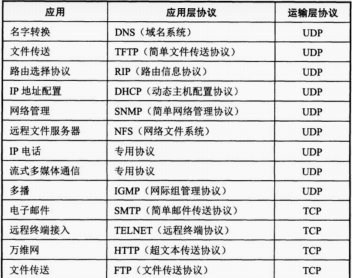 应用 应用层协议 运输层协议
名字转换 DNS（域名系统） UDP
文件传送 TFTP（简单文件传送协议） UDP
路由选择协议 RIP（路由信息协议） UDP
IP 地址配置 DHCP（动态主机配置协议） UDP
网络管理 SNMP（简单网络管理协议） UDP
远程文件服务器 NFS（网络文件系统） UDP
IP 电话 专用协议 UDP
流式多媒体通信 专用协议 UDP
多播 IGMP（网际组管理协议） UDP
电子邮件 SMTP（简单邮件传送协议） TCP
远程终端接入 TELNET（远程终端协议） TCP
万维网 HTTP（超文本传送协议） TCP
文件传送 FTP（文件传送协议） TCP